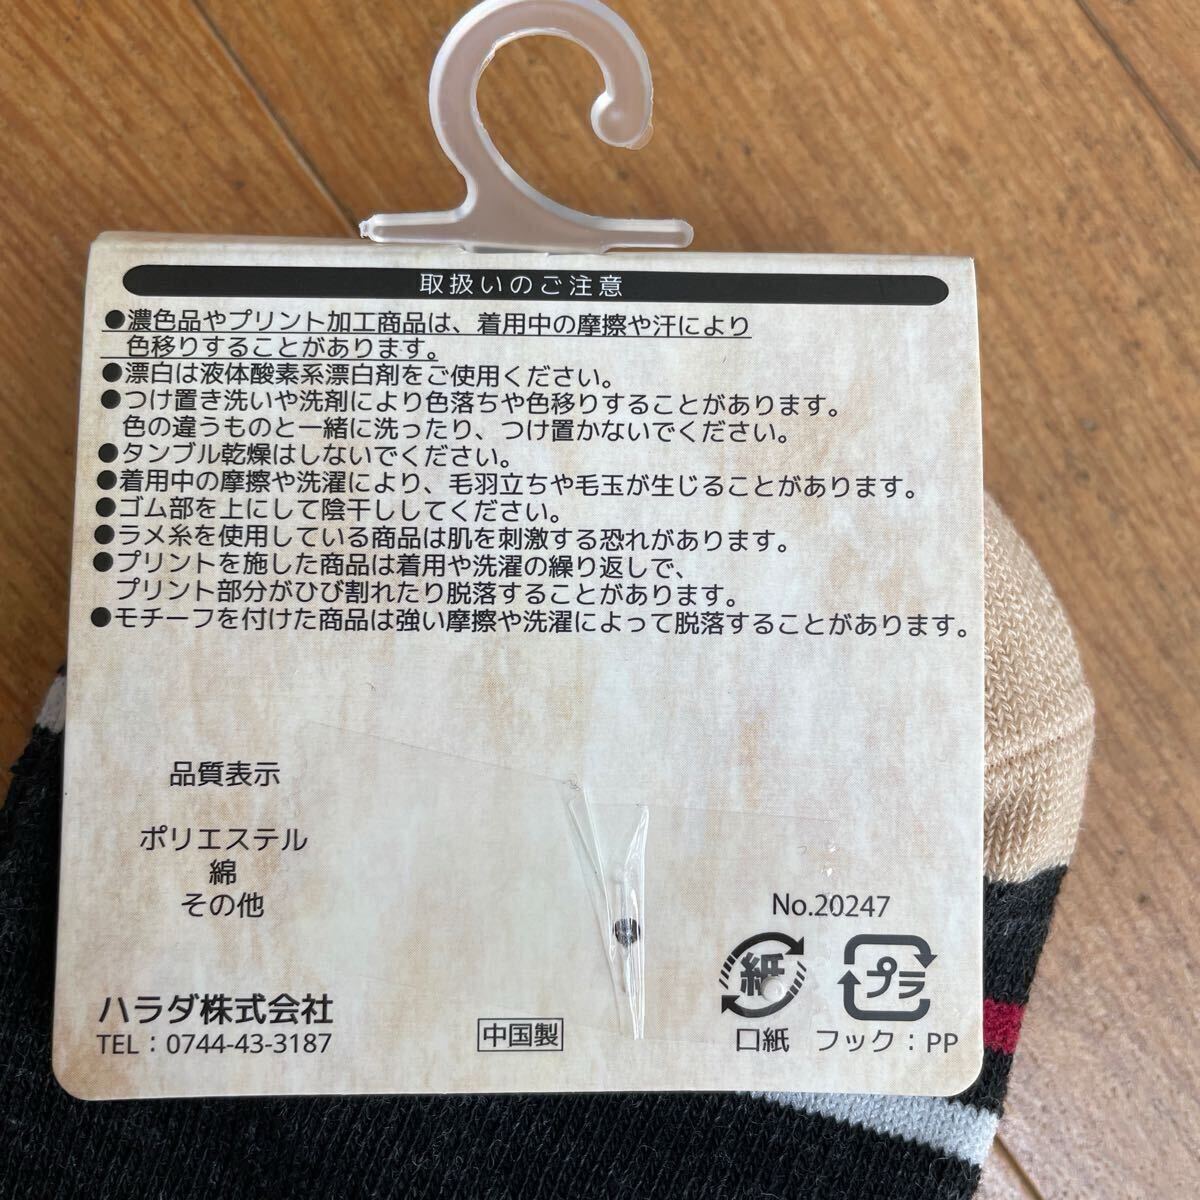 取扱いのご注意
●濃色品やプリント加工商品は、着用中の摩擦や汗により
色移りすることがあります。
●漂白は液体酸素系漂白剤をご使用ください。
●つけ置き洗いや洗剤により色落ちや色移りすることがあります。
色の違うものと一緒に洗ったり、つけ置かないでください。
●タンブル乾燥はしないでください。
●着用中の摩擦や洗濯により、毛羽立ちや毛玉が生じることがあります。
●ゴム部を上にして陰干ししてください。
●ラメ糸を使用している商品は肌を刺激する恐れがあります。
●プリントを施した商品は着用や洗濯の繰り返しで、
プリント部分がひび割れたり脱落することがあります。
●モチーフを付けた商品は強い摩擦や洗濯によって脱落することがあります。
品質表示
ポリエステル
綿
その他
No.20247
紙 プラ
ハラダ株式会社
TEL：0744-43-3187
中国製
口紙 フック：PP